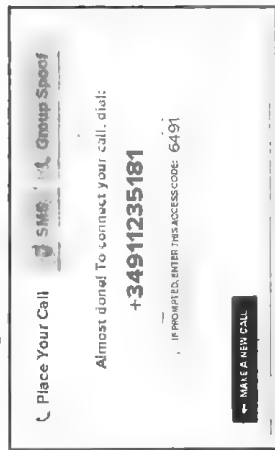 Place Your Call SMS Group Spoof
Almost done! To connect your call, dial:
+34911235181
IF PROMPTED, ENTER THIS ACCESS CODE: 6491
← MAKE A NEW CALL